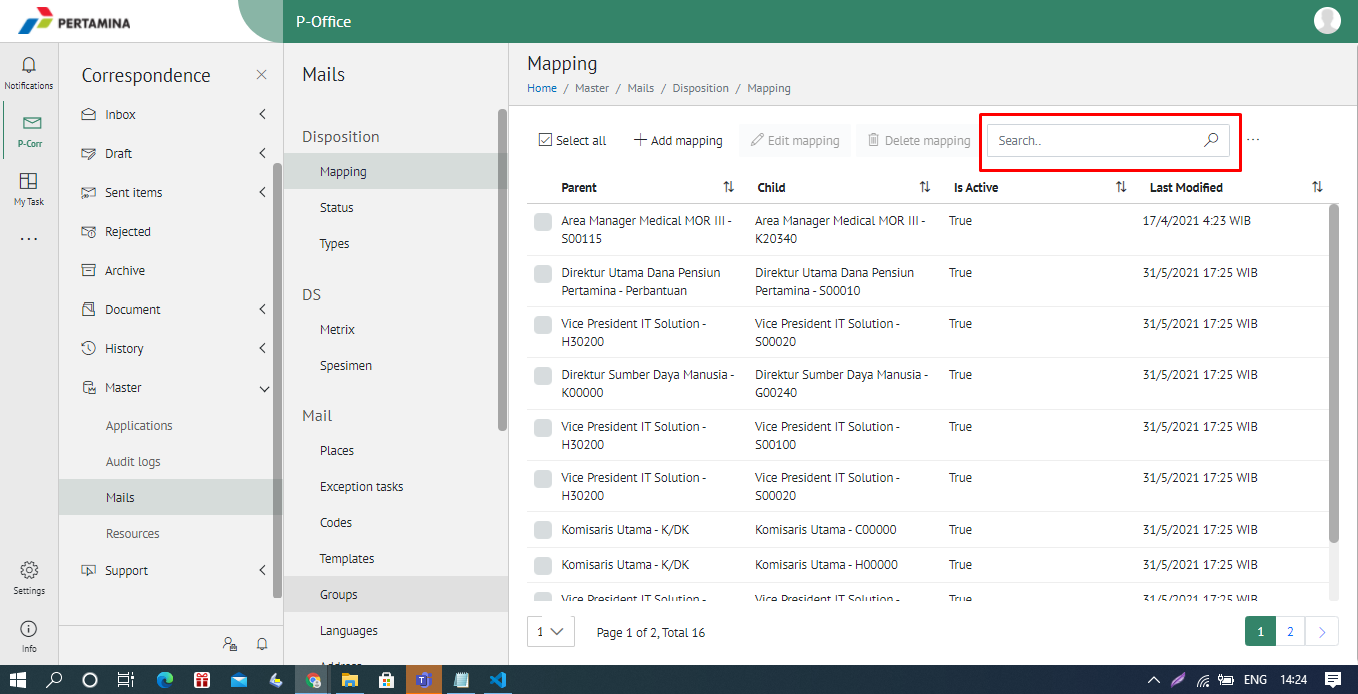 PERTAMINA
P-Office
Notifications
P-Corr
My Task
Settings
Info
Correspondence
Inbox
Draft
Sent items
Rejected
Archive
Document
History
Master
Applications
Audit logs
Mails
Resources
Support
Mails
Disposition
Mapping
Status
Types
DS
Metrix
Spesimen
Mail
Places
Exception tasks
Codes
Templates
Groups
Languages
Address
Mapping
Home / Master / Mails / Disposition / Mapping
Select all Add mapping Edit mapping Delete mapping Search..
Parent Child Is Active Last Modified
Area Manager Medical MOR III - Area Manager Medical MOR III - True 17/4/2021 4:23 WIB
S00115 K20340
Direktur Utama Dana Pensiun Direktur Utama Dana Pensiun True 31/5/2021 17:25 WIB
Pertamina - Perbantuan Pertamina - S00010
Vice President IT Solution - Vice President IT Solution - True 31/5/2021 17:25 WIB
H30200 S00020
Direktur Sumber Daya Manusia - Direktur Sumber Daya Manusia - True 31/5/2021 17:25 WIB
K00000 G00240
Vice President IT Solution - Vice President IT Solution - True 31/5/2021 17:25 WIB
H30200 S00100
Vice President IT Solution - Vice President IT Solution - True 31/5/2021 17:25 WIB
H30200 S00020
Komisaris Utama - K/DK Komisaris Utama - C00000 True 31/5/2021 17:25 WIB
Komisaris Utama - K/DK Komisaris Utama - H00000 True 31/5/2021 17:25 WIB
Vice President IT Solution - Vice President IT Solution - True 31/5/2021 17:25 WIB
1 Page 1 of 2, Total 16 1 2
ENG 14:24